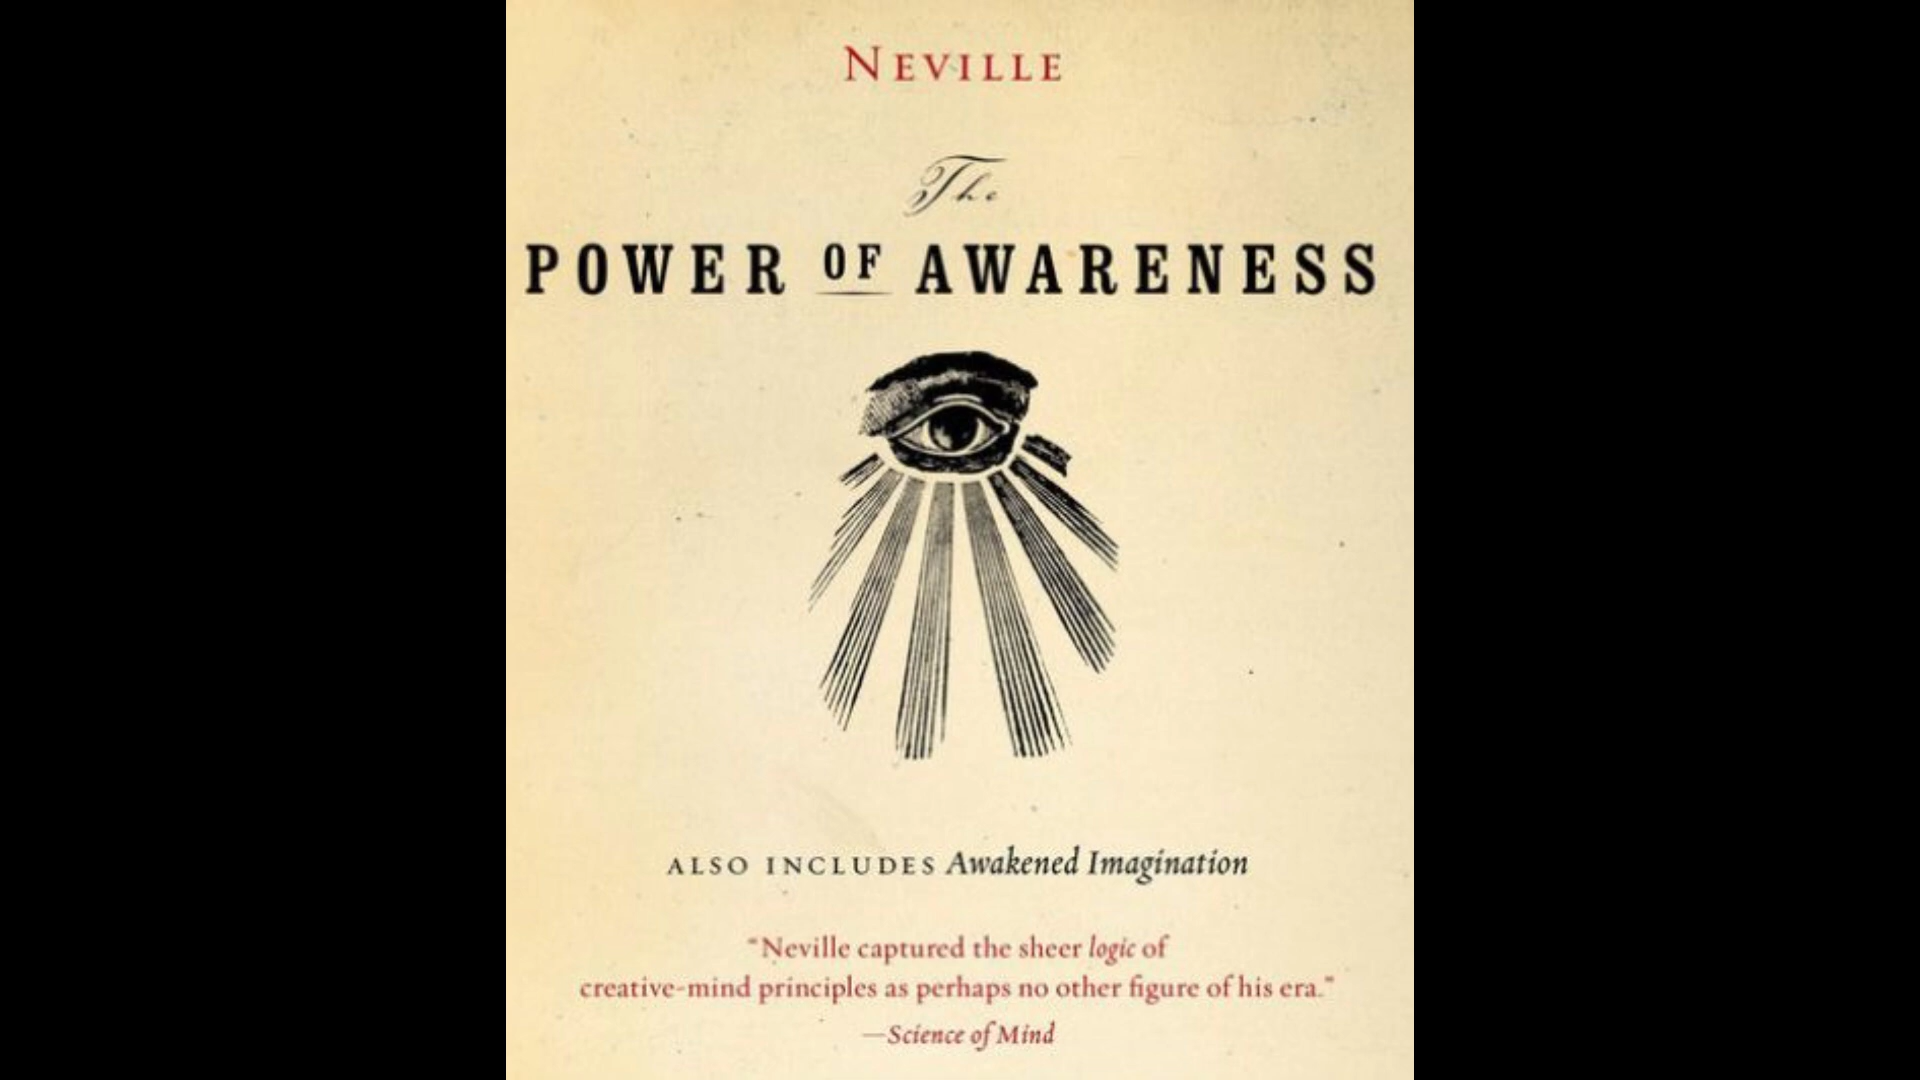 NEVILLE
The
POWER OF AWARENESS
ALSO INCLUDES Awakened Imagination
"Neville captured the sheer logic of
creative-mind principles as perhaps no other figure of his era."
—Science of Mind